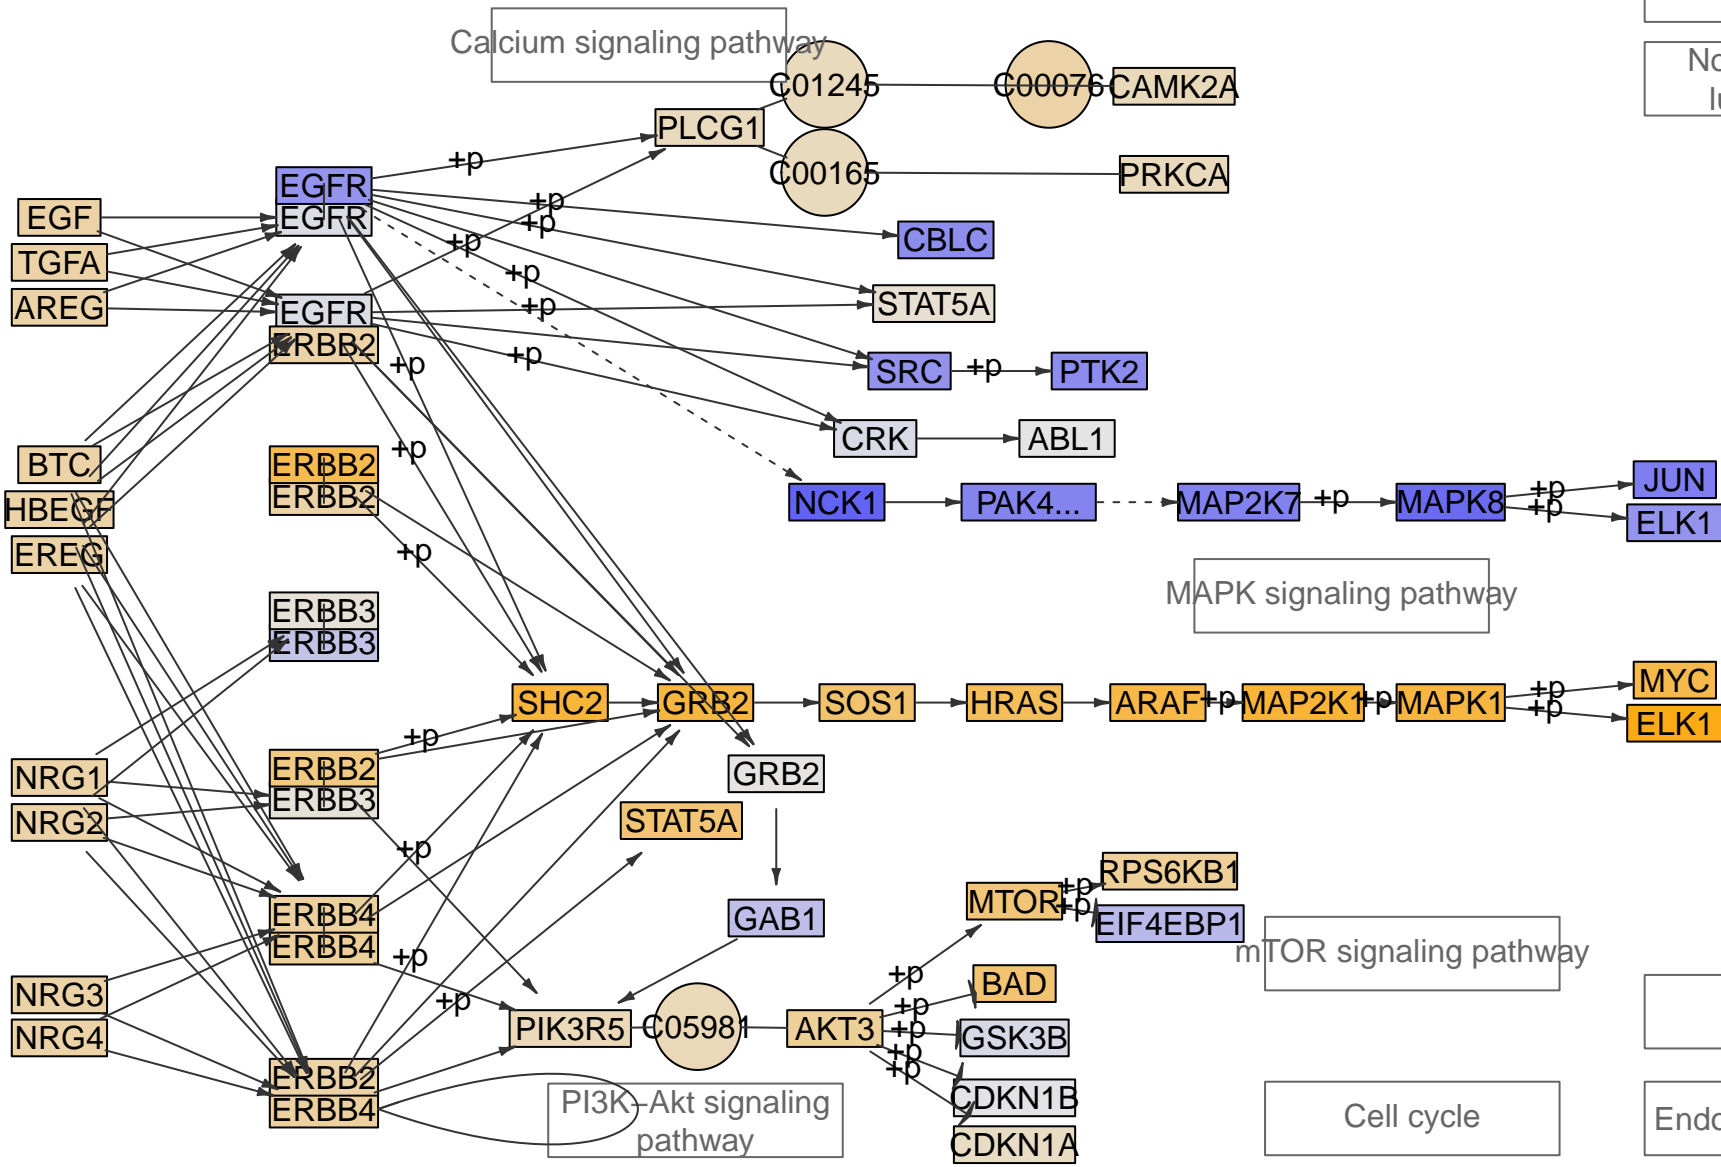 Calcium signaling pathway
C01245
C00076
CAMK2A
No
lu
PLCG1
+p
C00165
PRKCA
EGFR
EGF
EGFR
+p
+p
CBLC
+p
TGFA
+p
AREG
EGFR
+p
STAT5A
ERBB2
+p
+p
SRC
+p
PTK2
CRK
ABL1
+p
BTC
ERBB2
ERBB2
HBEGF
NCK1
PAK4...
MAP2K7
+p
MAPK8
+p
+p
JUN
ELK1
EREG
+p
MAPK signaling pathway
ERBB3
ERBB3
SHC2
GRB2
SOS1
HRAS
ARAF
+p
MAP2K1
+p
MAPK1
+p
+p
MYC
ELK1
+p
NRG1
ERBB2
ERBB3
GRB2
NRG2
STAT5A
+p
MTOR
+p
+p
RPS6KB1
EIF4EBP1
ERBB4
ERBB4
GAB1
mTOR signaling pathway
+p
+p
BAD
NRG3
+p
+p
PIK3R5
C05981
AKT3
+p
GSK3B
NRG4
+p
+p
ERBB2
ERBB4
PI3K−Akt signaling
pathway
CDKN1B
CDKN1A
Cell cycle
Endo